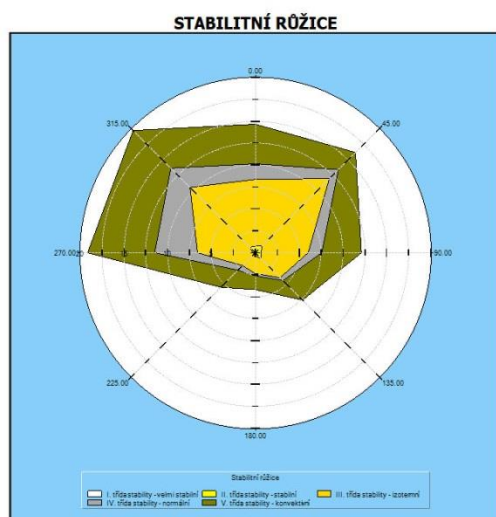 STABILITNÍ RŮŽICE
0.00
315.00
45.00
270.00
90.00
225.00
135.00
180.00
Stabilitní růžice
I. třída stability - velmi stabilní
II. třída stability - stabilní
III. třída stability - izotermní
IV. třída stability - normální
V. třída stability - konvektivní